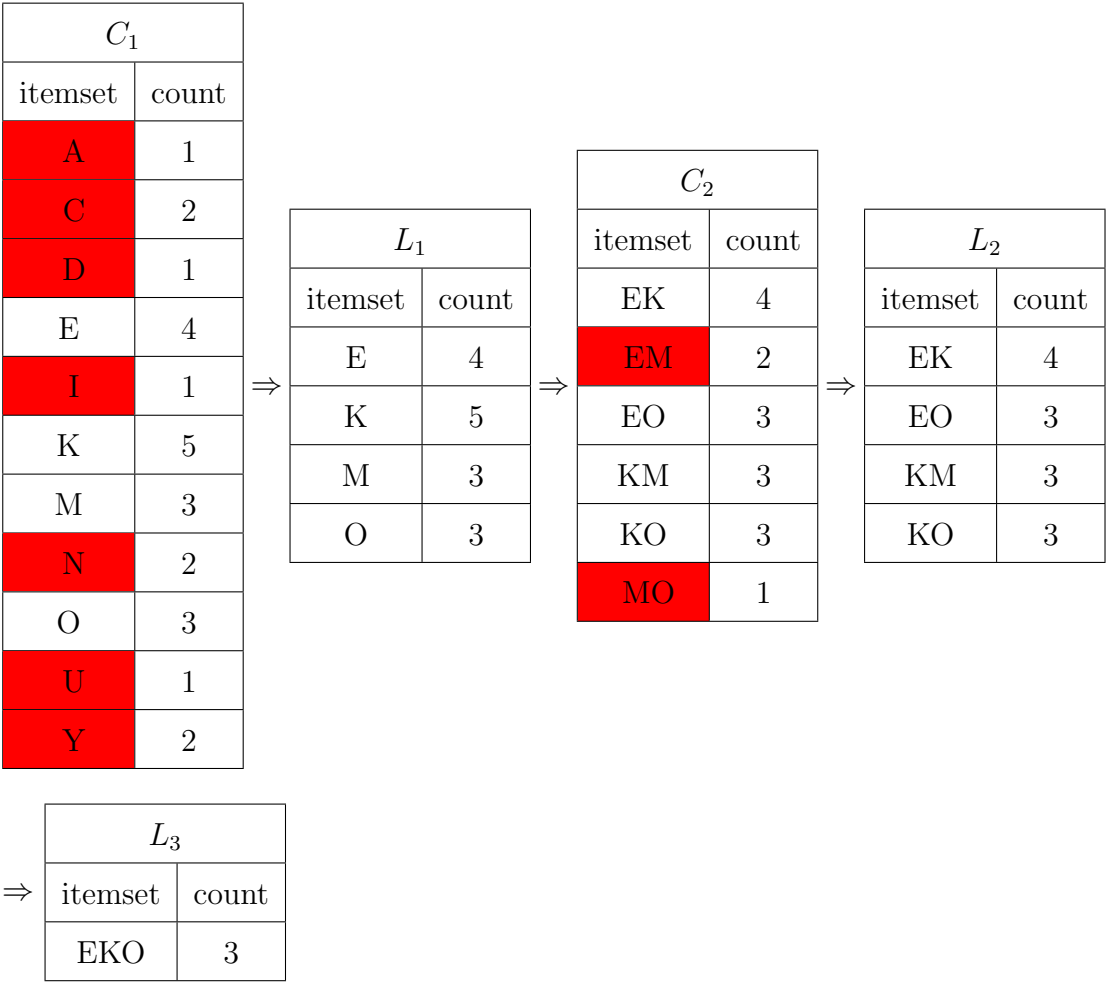 C₁
itemset count
A 1
C 2
D 1
E 4
I 1
K 5
M 3
N 2
O 3
U 1
Y 2
⇒
L₁
itemset count
E 4
K 5
M 3
O 3
⇒
C₂
itemset count
EK 4
EM 2
EO 3
KM 3
KO 3
MO 1
⇒
L₂
itemset count
EK 4
EO 3
KM 3
KO 3
⇒
L₃
itemset count
EKO 3